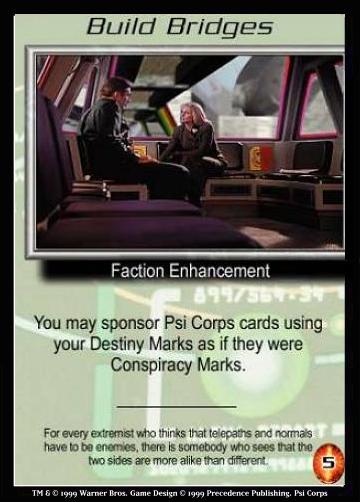 Build Bridges
Faction Enhancement
899/564-34
You may sponsor Psi Corps cards using
your Destiny Marks as if they were
Conspiracy Marks.
For every extremist who thinks that telepaths and normals
have to be enemies, there is somebody who sees that the
two sides are more alike than different.
5
TM & © 1999 Warner Bros. Game Design © 1999 Precedence Publishing. Psi Corps